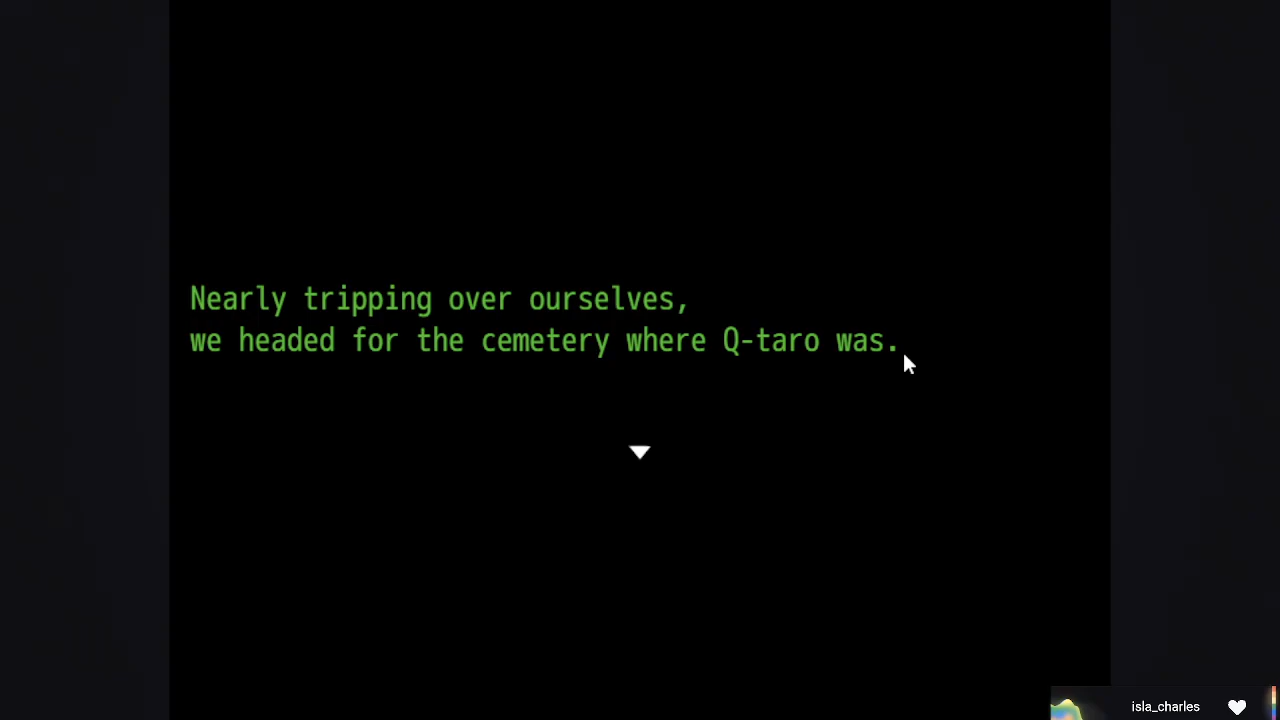 Nearly tripping over ourselves,
we headed for the cemetery where Q-taro was.
isla_charles